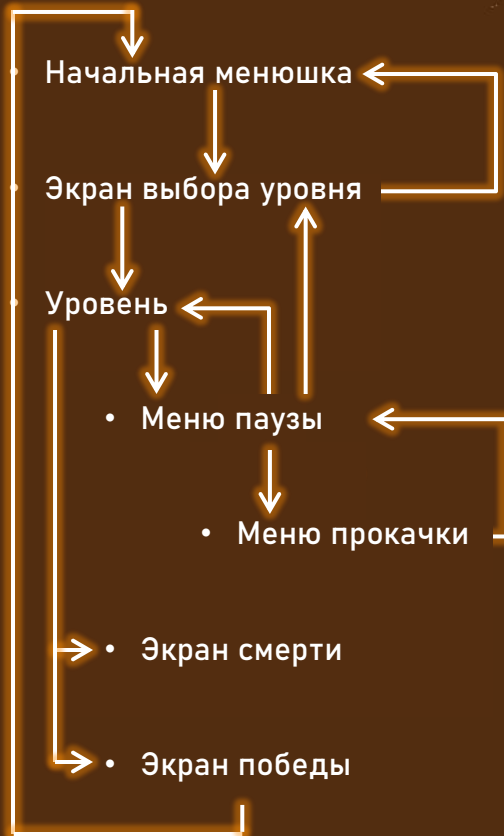 • Начальная менюшка
• Экран выбора уровня
• Уровень
• Меню паузы
• Меню прокачки
• Экран смерти
• Экран победы